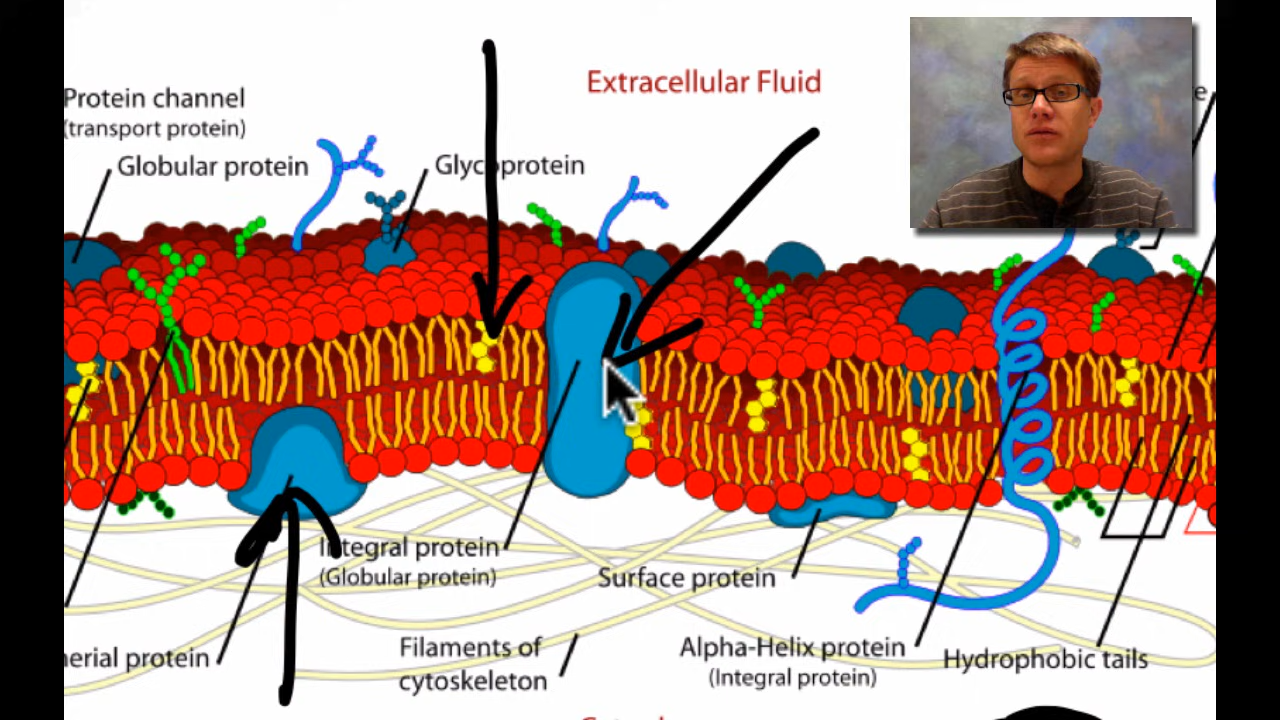 Extracellular Fluid
Protein channel
(transport protein)
Globular protein
Glycoprotein
Integral protein
(Globular protein)
Surface protein
Filaments of
cytoskeleton
Alpha-Helix protein
(Integral protein)
Hydrophobic tails
protein